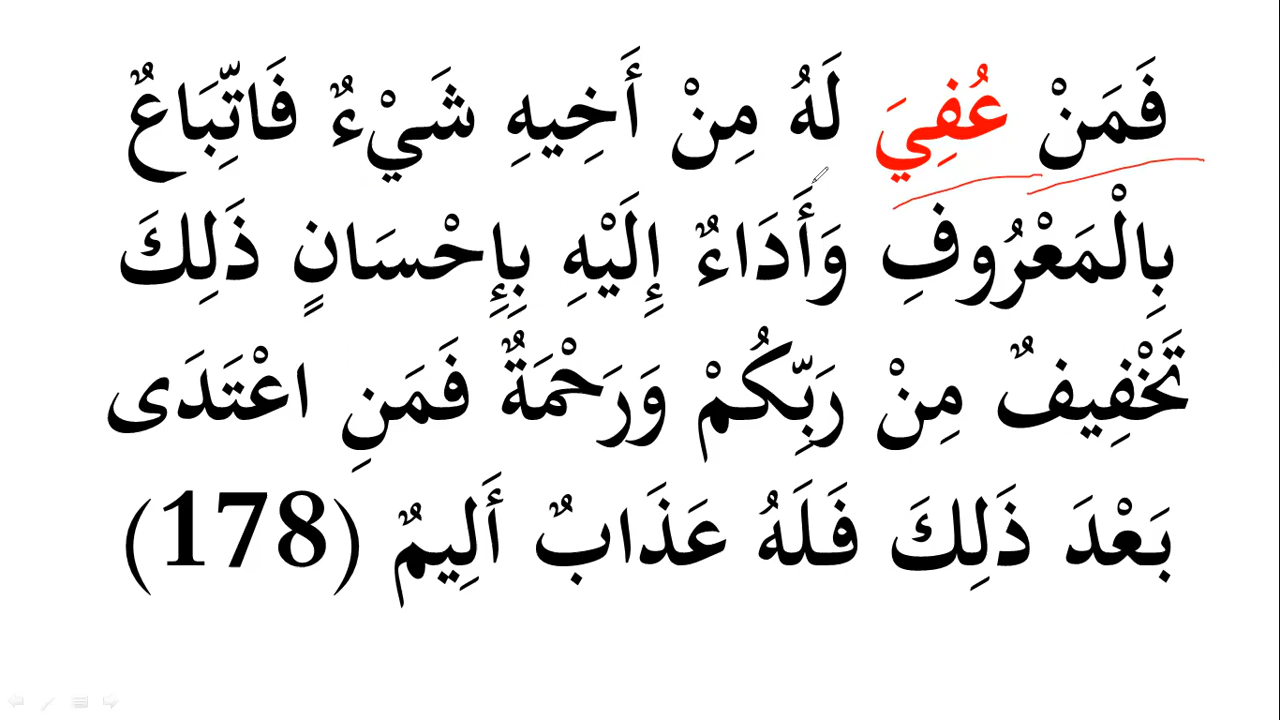 فَمَنْ عُفِيَ لَهُ مِنْ أَخِيهِ شَيْءٌ فَاتِّبَاعٌ
بِالْمَعْرُوفِ وَأَدَاءٌ إِلَيْهِ بِإِحْسَانٍ ذَلِكَ
تَخْفِيفٌ مِنْ رَبِّكُمْ وَرَحْمَةٌ فَمَنِ اعْتَدَى
بَعْدَ ذَلِكَ فَلَهُ عَذَابٌ أَلِيمٌ (178)